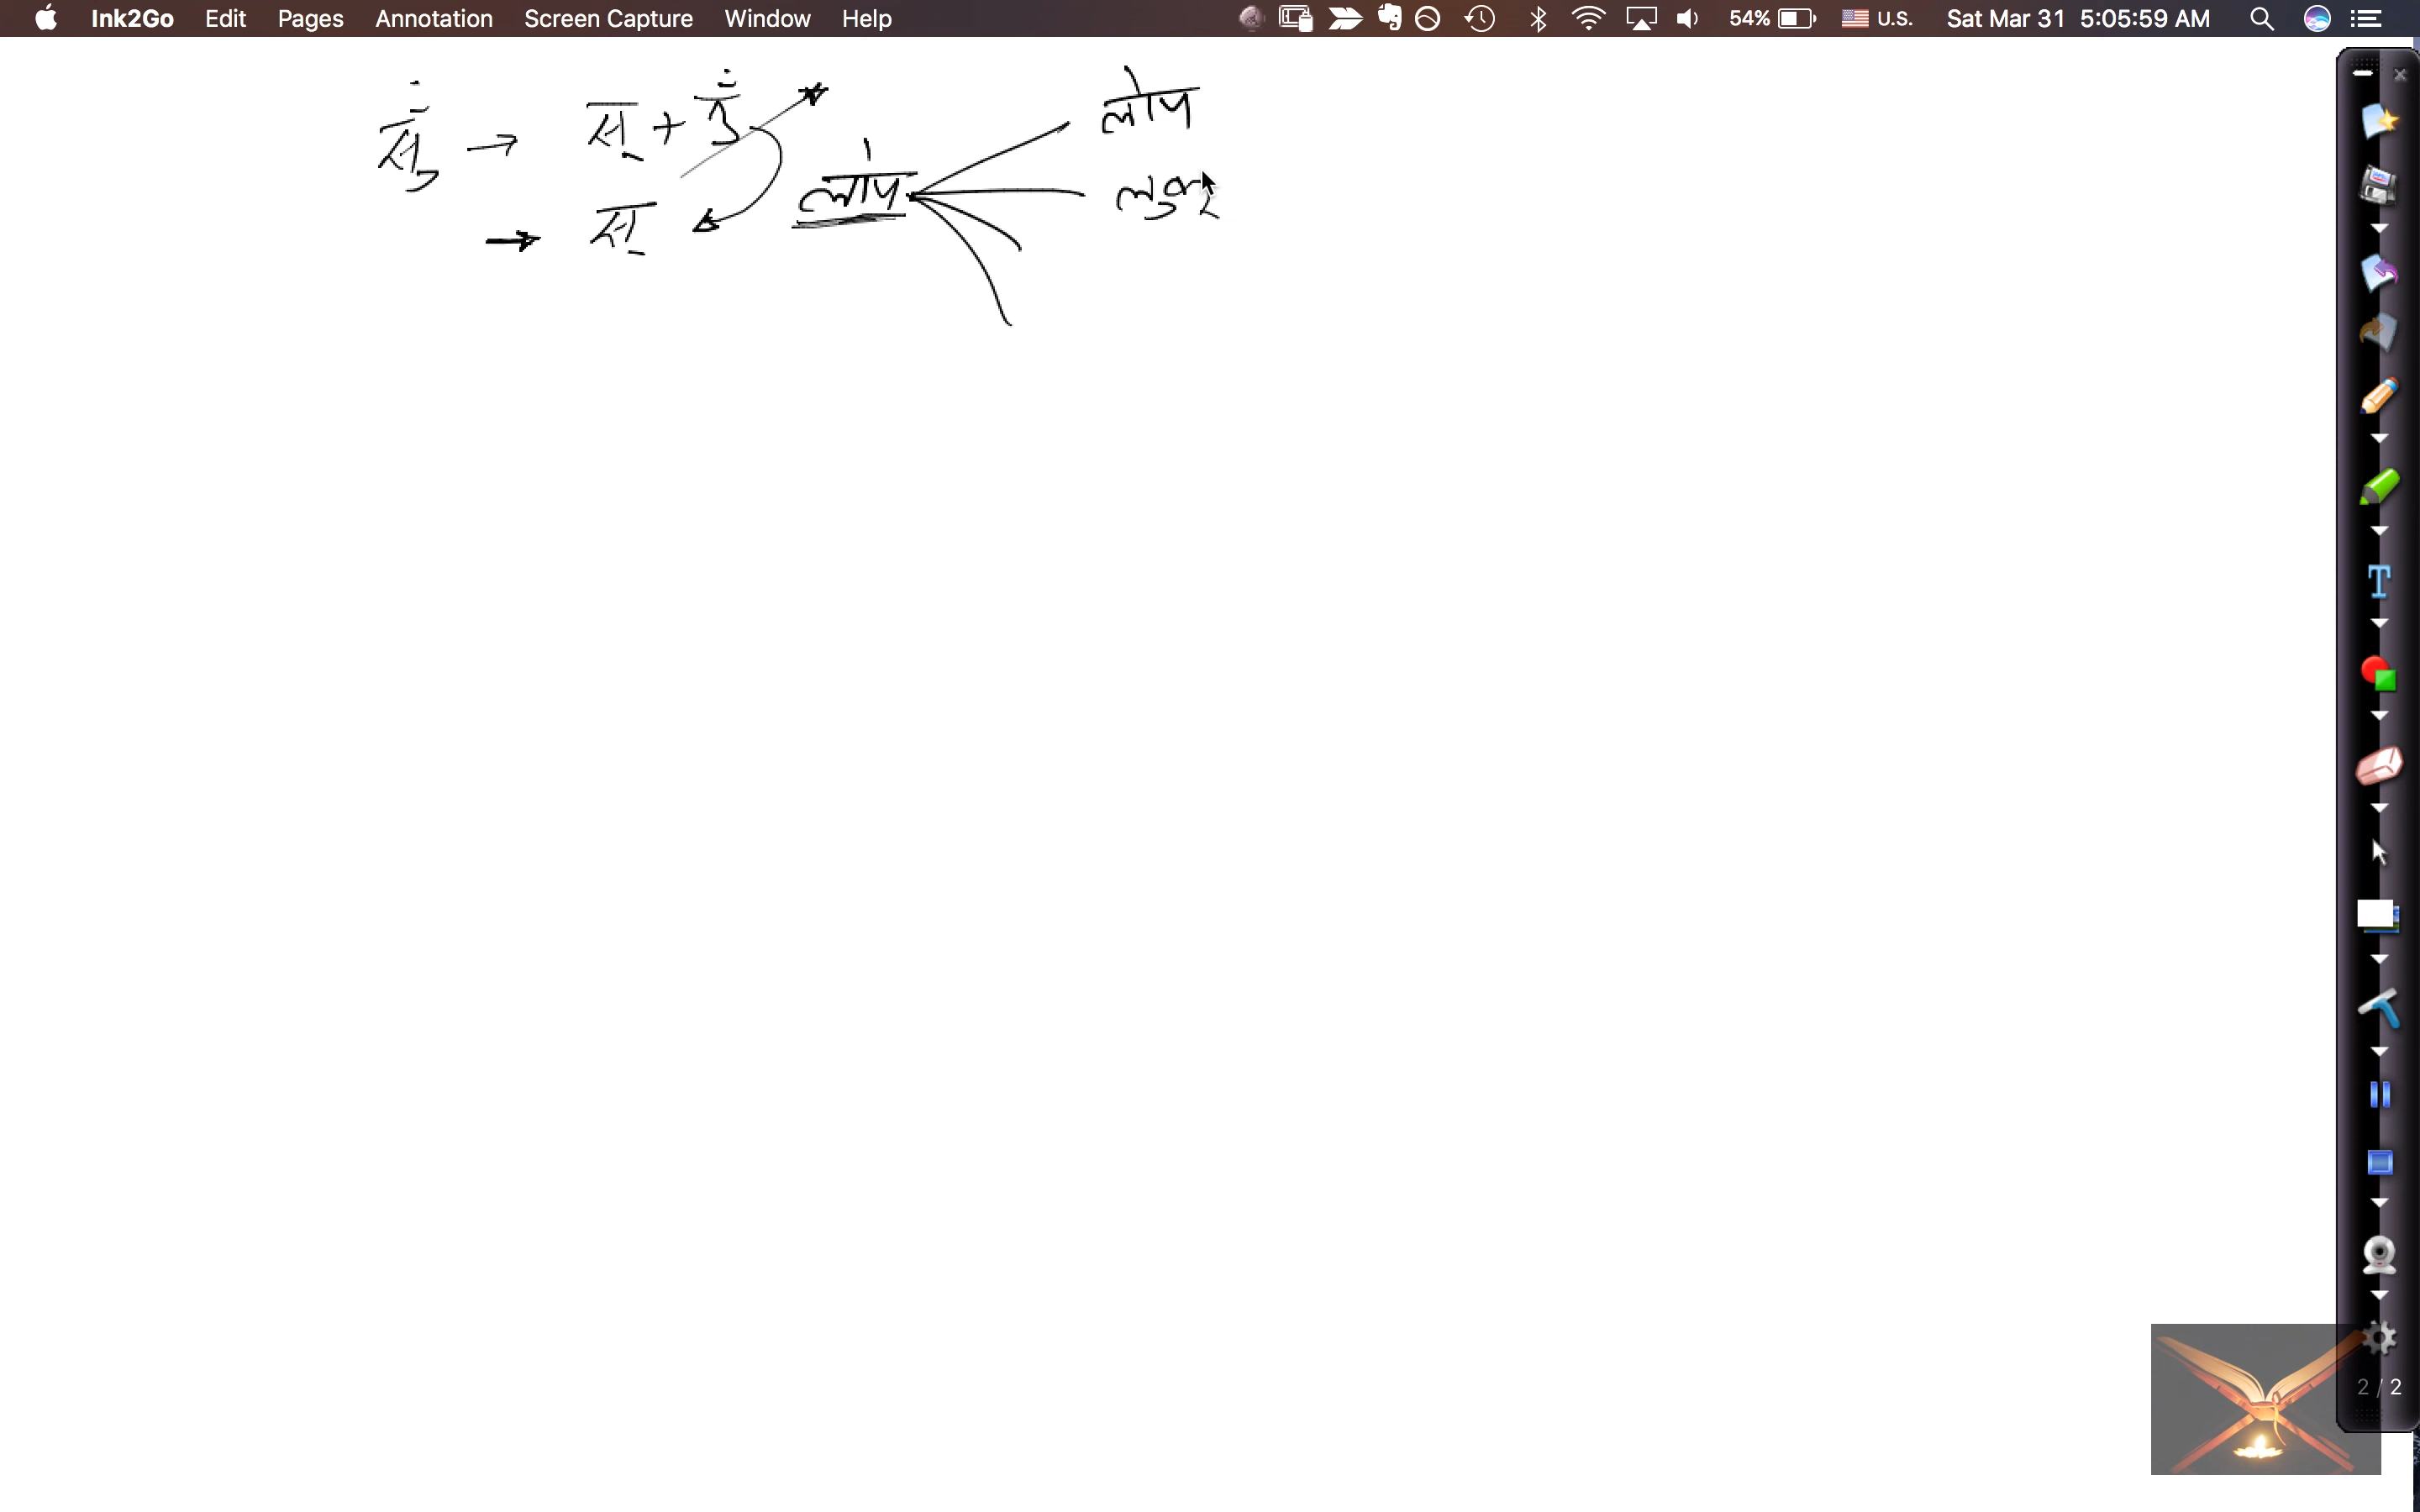 Ink2Go Edit Pages Annotation Screen Capture Window Help 54% U.S. Sat Mar 31 5:05:59 AM
सुँ → स् + उँ
→ स्
लोप
लोप
लुक्
2 / 2